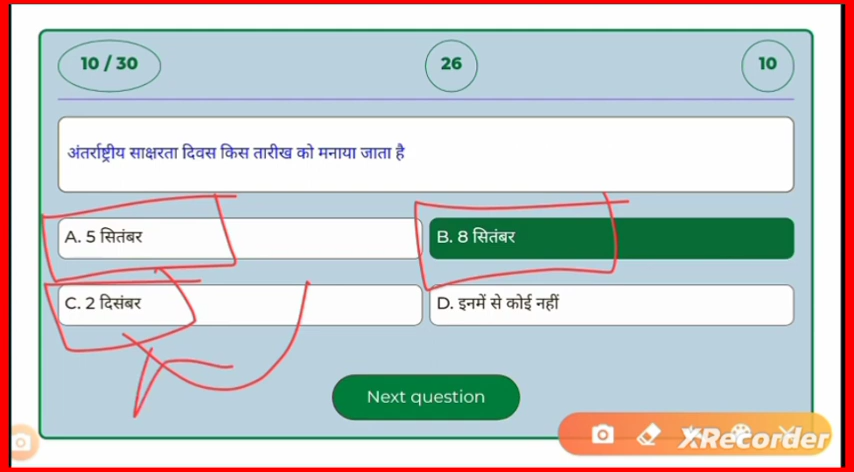 10 / 30
26
10
अंतर्राष्ट्रीय साक्षरता दिवस किस तारीख को मनाया जाता है
A. 5 सितंबर
B. 8 सितंबर
C. 2 दिसंबर
D. इनमें से कोई नहीं
Next question
XRecorder